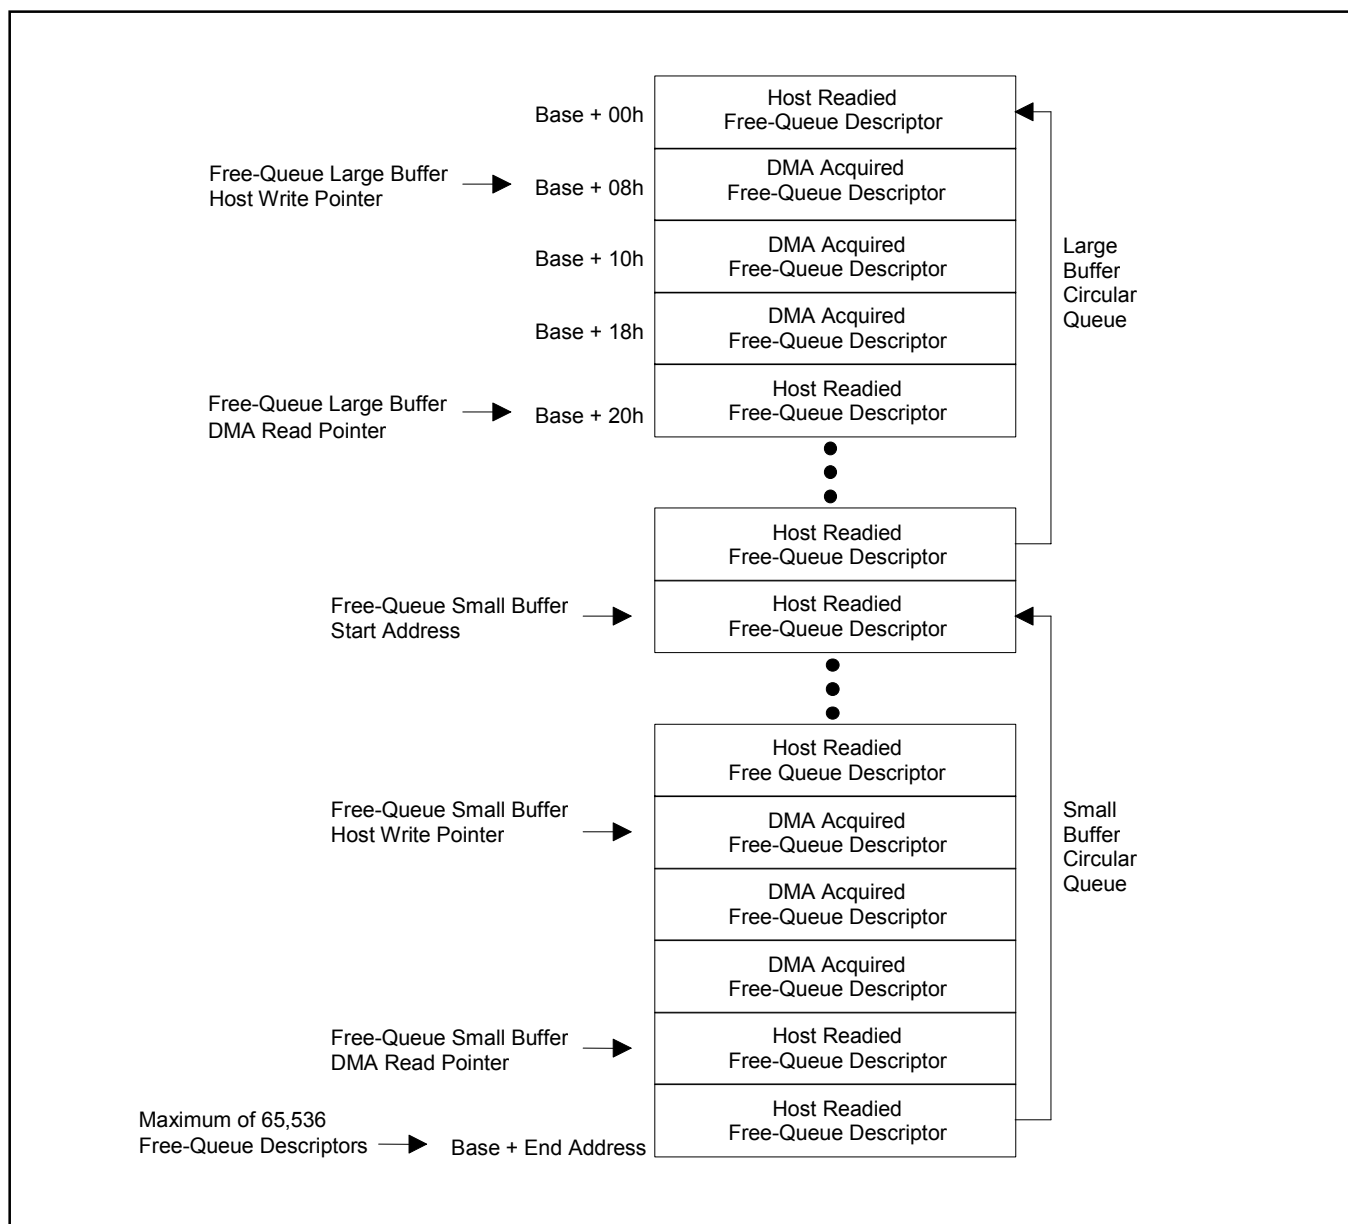 Base + 00h
Host Readied
Free-Queue Descriptor
Free-Queue Large Buffer
Host Write Pointer
Base + 08h
DMA Acquired
Free-Queue Descriptor
Base + 10h
DMA Acquired
Free-Queue Descriptor
Large
Buffer
Circular
Queue
Base + 18h
DMA Acquired
Free-Queue Descriptor
Free-Queue Large Buffer
DMA Read Pointer
Base + 20h
Host Readied
Free-Queue Descriptor
Host Readied
Free-Queue Descriptor
Free-Queue Small Buffer
Start Address
Host Readied
Free-Queue Descriptor
Host Readied
Free Queue Descriptor
Free-Queue Small Buffer
Host Write Pointer
DMA Acquired
Free-Queue Descriptor
Small
Buffer
Circular
Queue
DMA Acquired
Free-Queue Descriptor
DMA Acquired
Free-Queue Descriptor
Free-Queue Small Buffer
DMA Read Pointer
Host Readied
Free-Queue Descriptor
Maximum of 65,536
Free-Queue Descriptors
Base + End Address
Host Readied
Free-Queue Descriptor